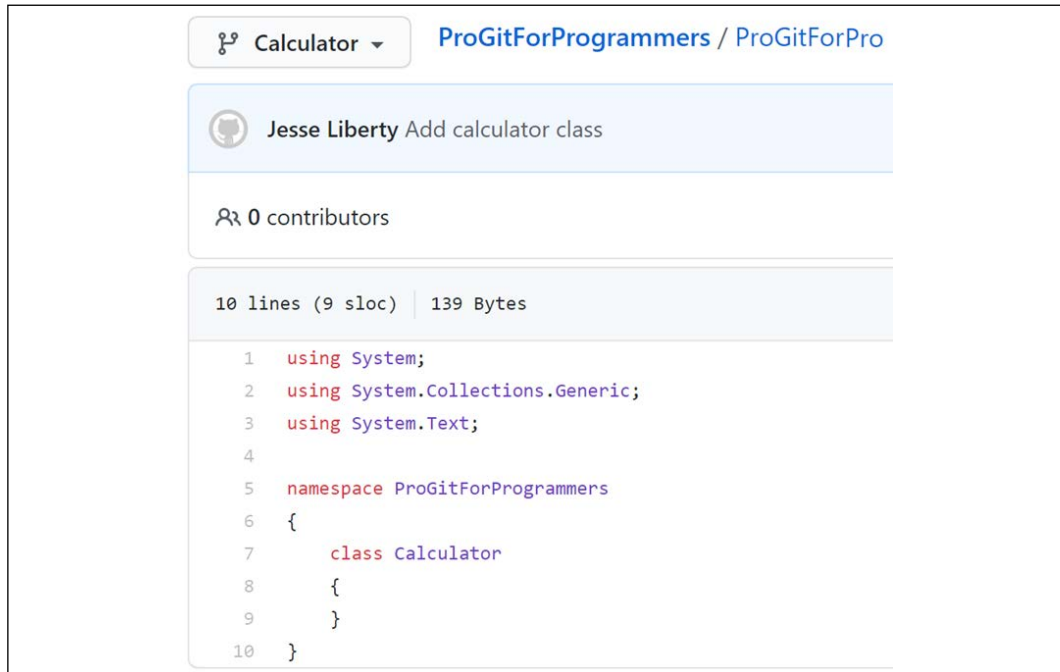 Calculator ProGitForProgrammers / ProGitForPro
Jesse Liberty Add calculator class
0 contributors
10 lines (9 sloc) 139 Bytes
1 using System;
2 using System.Collections.Generic;
3 using System.Text;
4
5 namespace ProGitForProgrammers
6 {
7     class Calculator
8     {
9     }
10 }